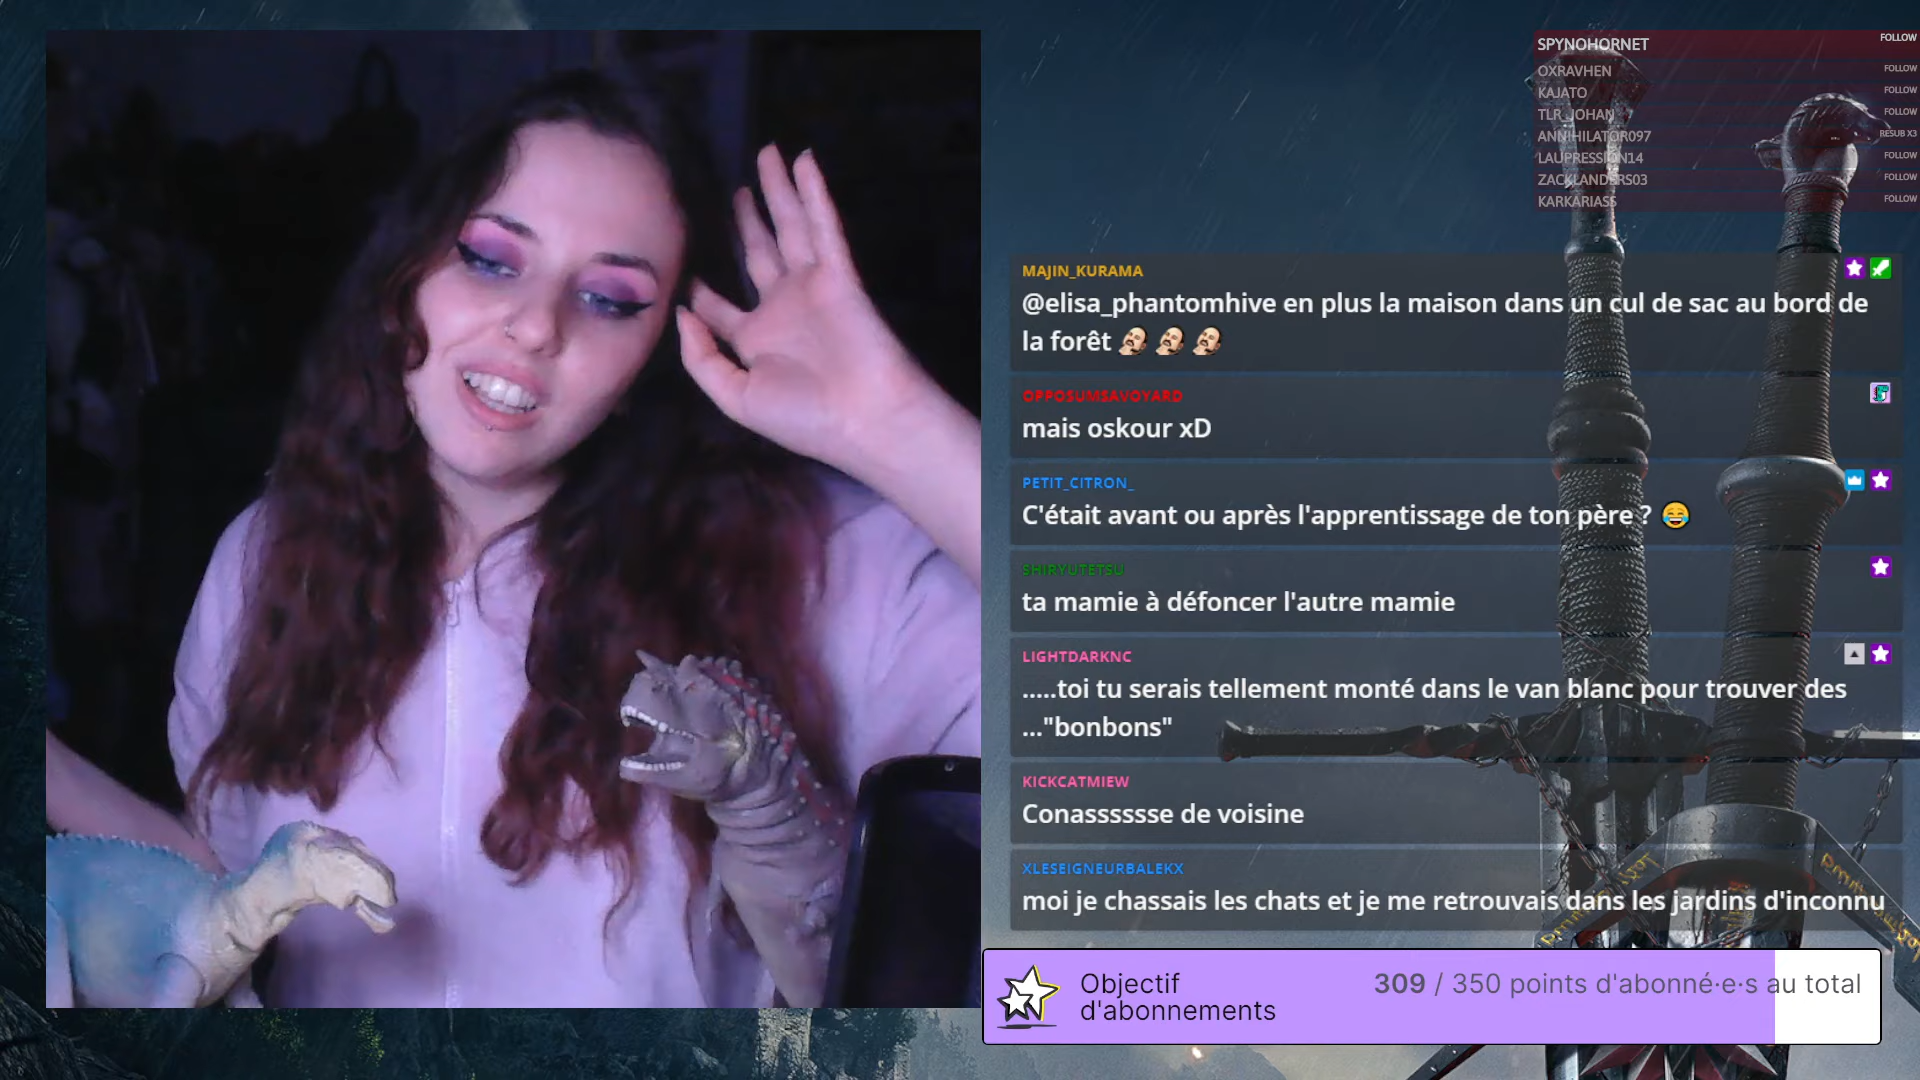 SPYNOHORNET FOLLOW
OXRAVHEN FOLLOW
KAJATO FOLLOW
TLR_JOHAN FOLLOW
ANNIHILATOR097 RESUB X3
LAUPRESSION14 FOLLOW
ZACKLANDERS03 FOLLOW
KARKARIASS FOLLOW
MAJIN_KURAMA
@elisa_phantomhive en plus la maison dans un cul de sac au bord de
la forêt
OPPOSUMSAVOYARD
mais oskour xD
PETIT_CITRON_
C'était avant ou après l'apprentissage de ton père ? 😂
SHIRYUTETSU
ta mamie à défoncer l'autre mamie
LIGHTDARKNC
.....toi tu serais tellement monté dans le van blanc pour trouver des
..."bonbons"
KICKCATMIEW
Conasssssse de voisine
XLESEIGNEURBALEKX
moi je chassais les chats et je me retrouvais dans les jardins d'inconnu
Objectif
d'abonnements
309 / 350 points d'abonné·e·s au total